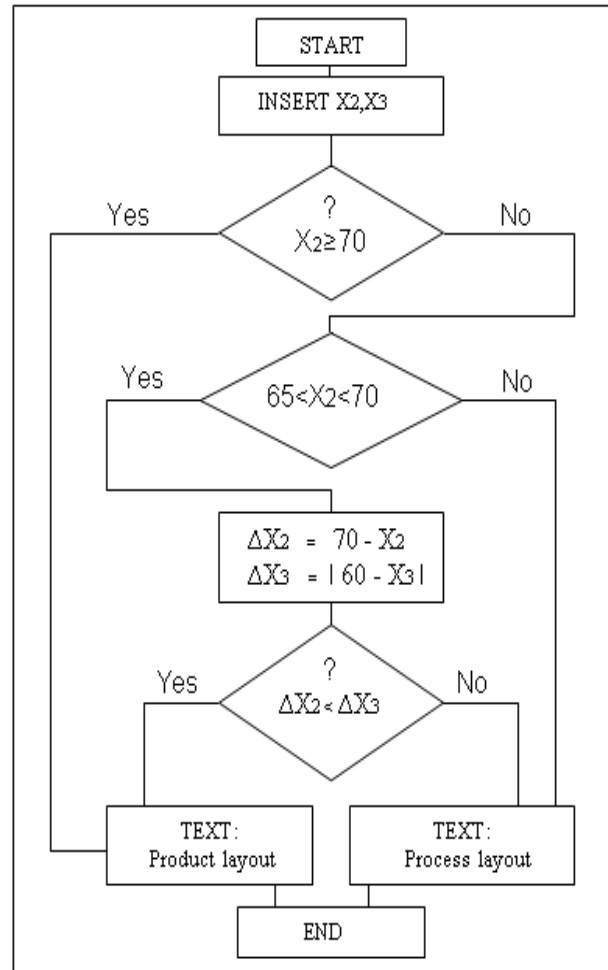 START
INSERT X2,X3
?
X2≥70
Yes
No
65<X2<70
Yes
No
ΔX2 = 70 - X2
ΔX3 = | 60 - X3 |
?
ΔX2 < ΔX3
Yes
No
TEXT:
Product layout
TEXT:
Process layout
END